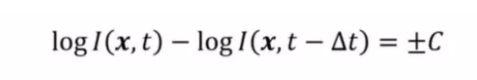 log I(x, t) − log I(x, t − Δt) = ±C